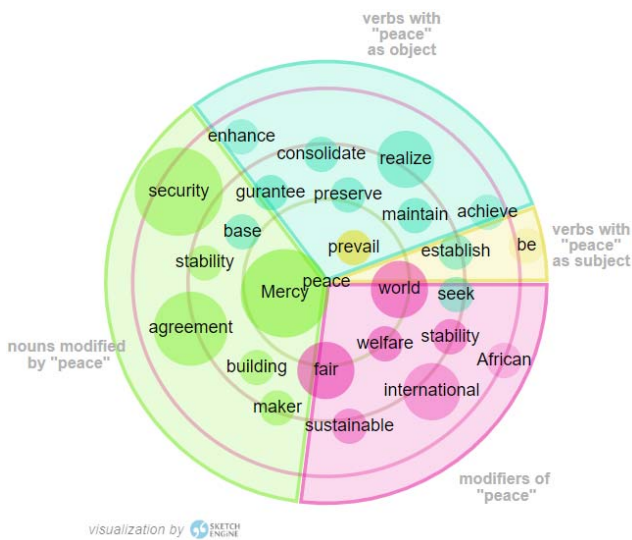 verbs with
"peace"
as object
enhance
consolidate
realize
security
gurantee
preserve
maintain
achieve
base
prevail
establish
be
verbs with
"peace"
as subject
stability
peace
Mercy
world
seek
agreement
nouns modified
by "peace"
welfare
stability
African
building
fair
international
maker
sustainable
modifiers of
"peace"
visualization by SKETCH
ENGINE